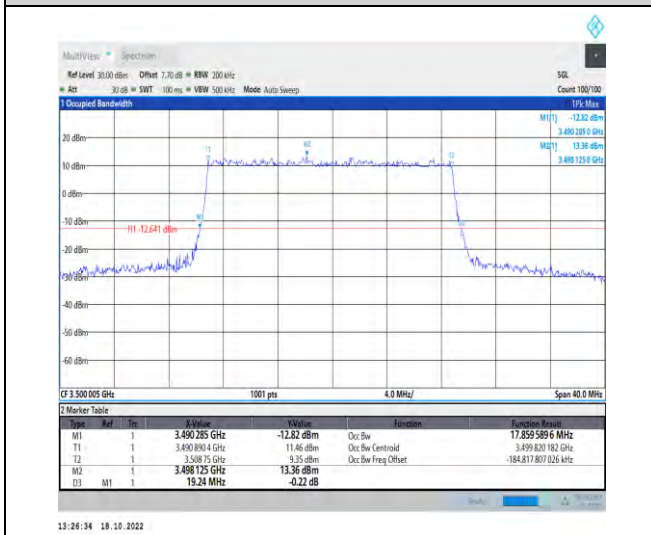 MultiView Spectrum
Ref Level 30.00 dBm Offset 7.70 dB RBW 200 kHz SGL
Att 30 dB SWT 100 ms VBW 500 kHz Mode Auto Sweep Count 100/100
1 Occupied Bandwidth 1Pk Max
M1[1] -12.82 dBm
3.490 285 0 GHz
M2[1] 13.36 dBm
3.498 125 0 GHz
20 dBm
T1 M2 T2
10 dBm
0 dBm
-10 dBm
M1
H1 -12.641 dBm
-20 dBm
-30 dBm
-40 dBm
-50 dBm
-60 dBm
CF 3.500 005 GHz 1001 pts 4.0 MHz/ Span 40.0 MHz
2 Marker Table
Type Ref Trc X-Value Y-Value Function Function Result
M1 1 3.490 285 GHz -12.82 dBm Occ Bw 17.859 589 6 MHz
T1 1 3.490 890 4 GHz 11.46 dBm Occ Bw Centroid 3.499 820 182 GHz
T2 1 3.508 75 GHz 9.35 dBm Occ Bw Freq Offset -184.817 807 026 kHz
M2 1 3.498 125 GHz 13.36 dBm
D3 M1 1 19.24 MHz -0.22 dB
13:26:34 18.10.2022